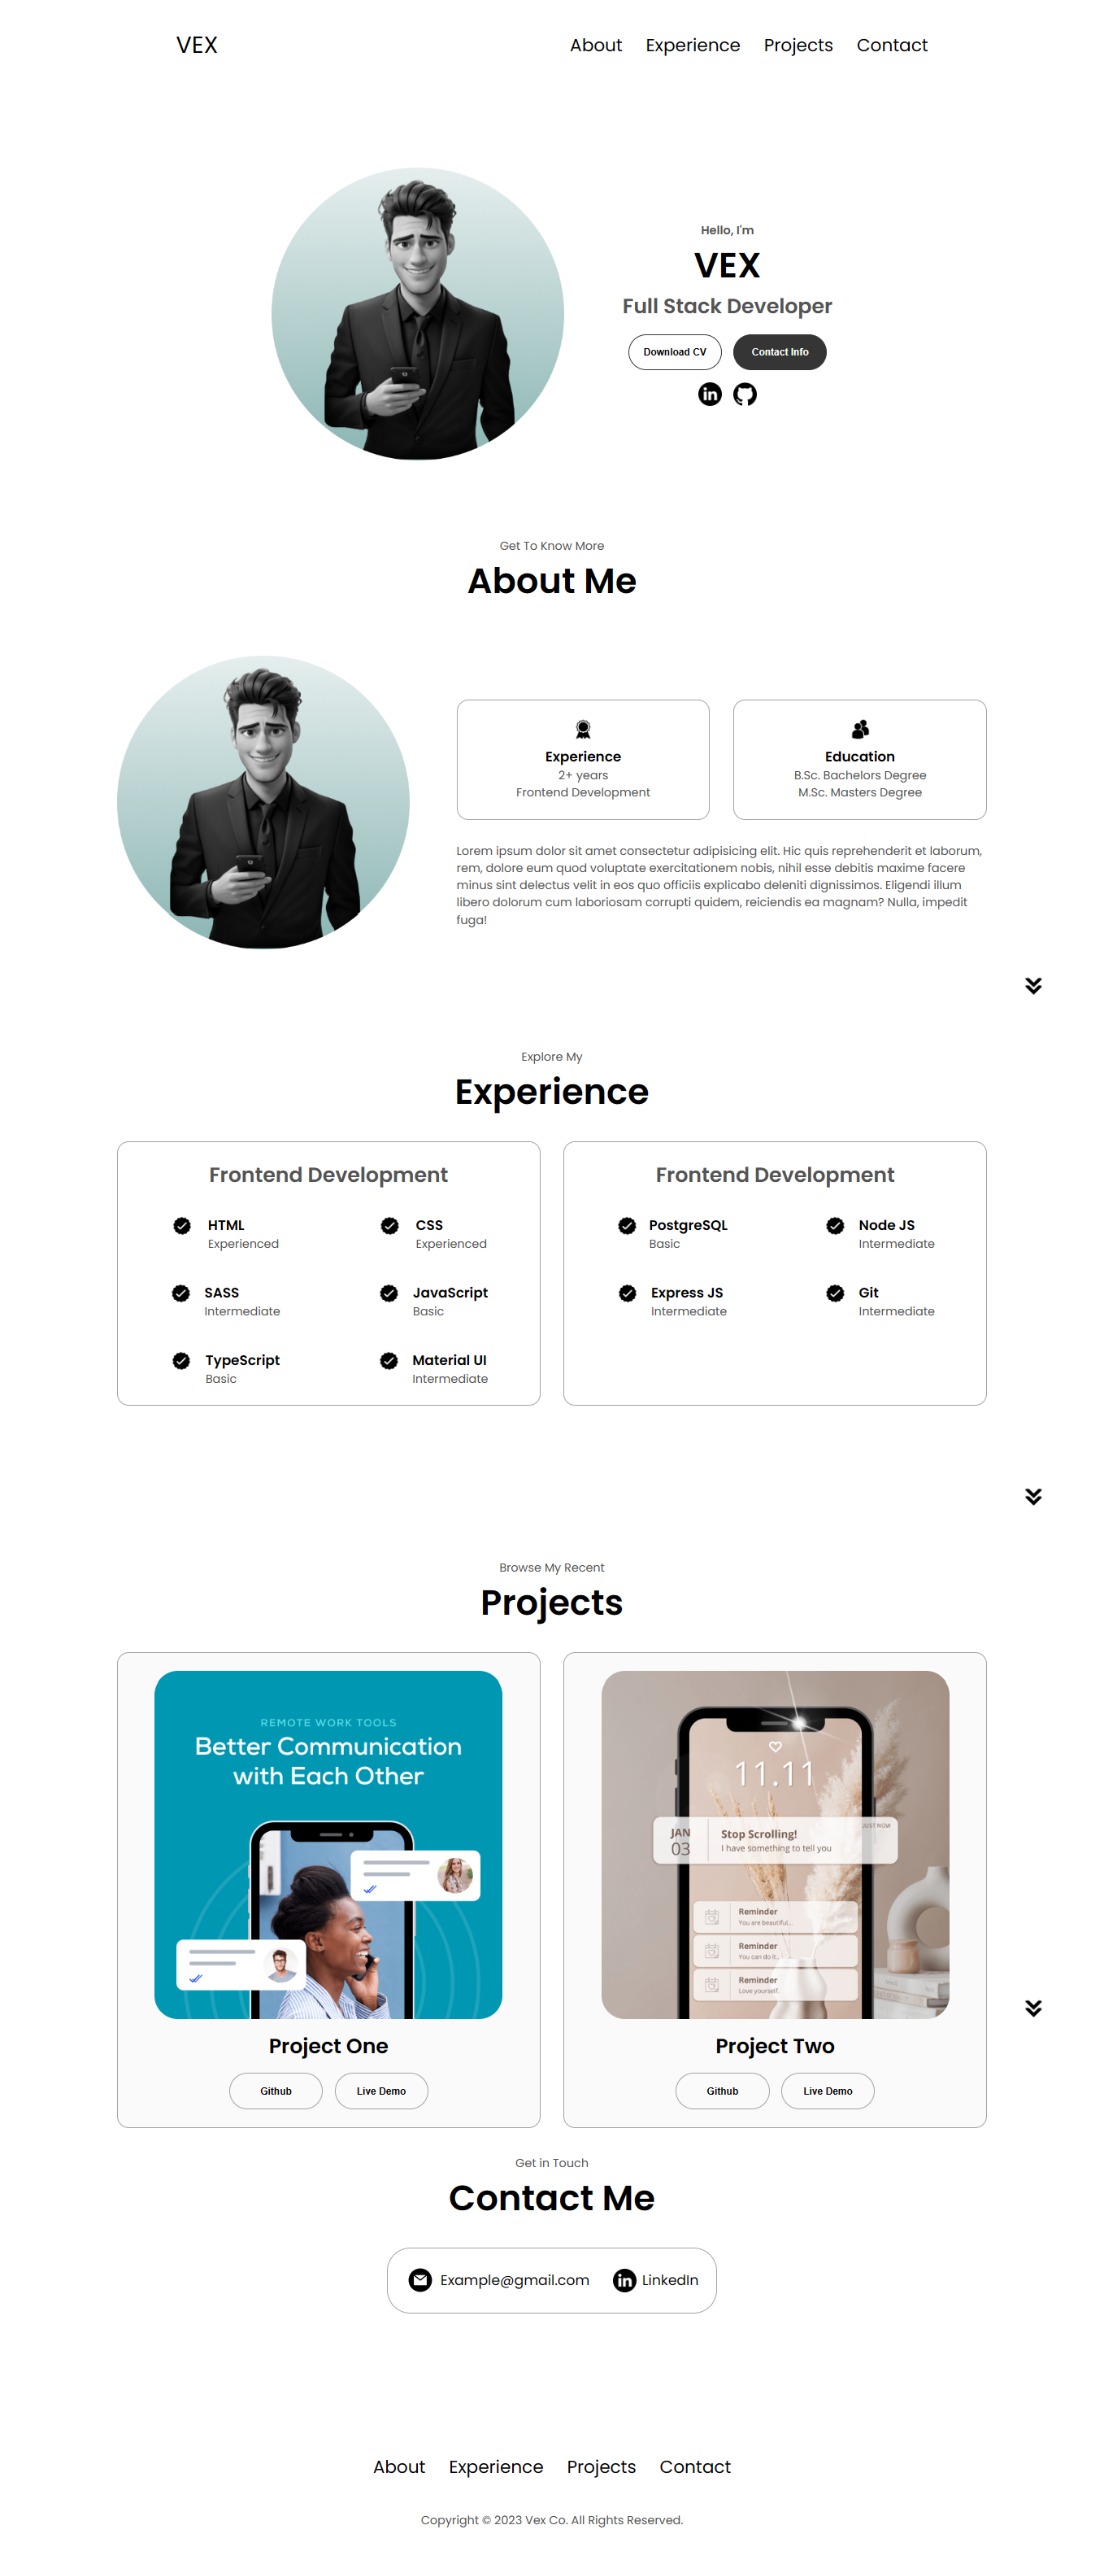 VEX
About Experience Projects Contact
Hello, I'm
VEX
Full Stack Developer
Download CV Contact Info
Get To Know More
About Me
Experience
2+ years
Frontend Development
Education
B.Sc. Bachelors Degree
M.Sc. Masters Degree
Lorem ipsum dolor sit amet consectetur adipisicing elit. Hic quis reprehenderit et laborum,
rem, dolore eum quod voluptate exercitationem nobis, nihil esse debitis maxime facere
minus sint delectus velit in eos quo officiis explicabo deleniti dignissimos. Eligendi illum
libero dolorum cum laboriosam corrupti quidem, reiciendis ea magnam? Nulla, impedit
fuga!
Explore My
Experience
Frontend Development
HTML
Experienced
CSS
Experienced
SASS
Intermediate
JavaScript
Basic
TypeScript
Basic
Material UI
Intermediate
Frontend Development
PostgreSQL
Basic
Node JS
Intermediate
Express JS
Intermediate
Git
Intermediate
Browse My Recent
Projects
REMOTE WORK TOOLS
Better Communication
with Each Other
Project One
Github Live Demo
11.11
JAN
03
Stop Scrolling!
I have something to tell you
JUST NOW
Reminder
You are beautiful...
Reminder
You can do it...
Reminder
Love yourself.
Project Two
Github Live Demo
Get in Touch
Contact Me
Example@gmail.com LinkedIn
About Experience Projects Contact
Copyright © 2023 Vex Co. All Rights Reserved.